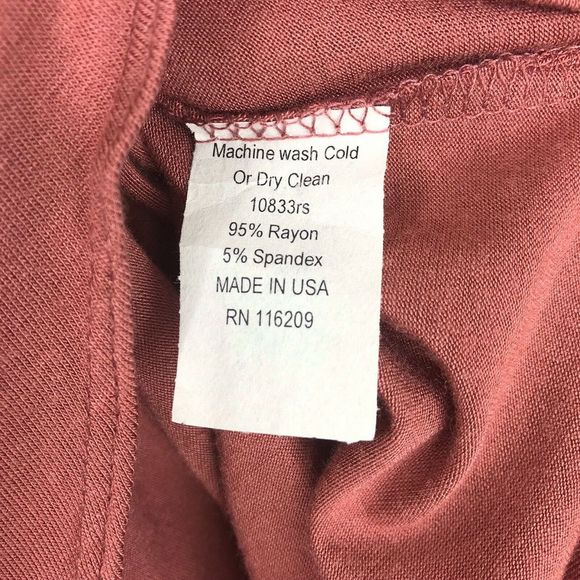 Machine wash Cold
Or Dry Clean
10833rs
95% Rayon
5% Spandex
MADE IN USA
RN 116209